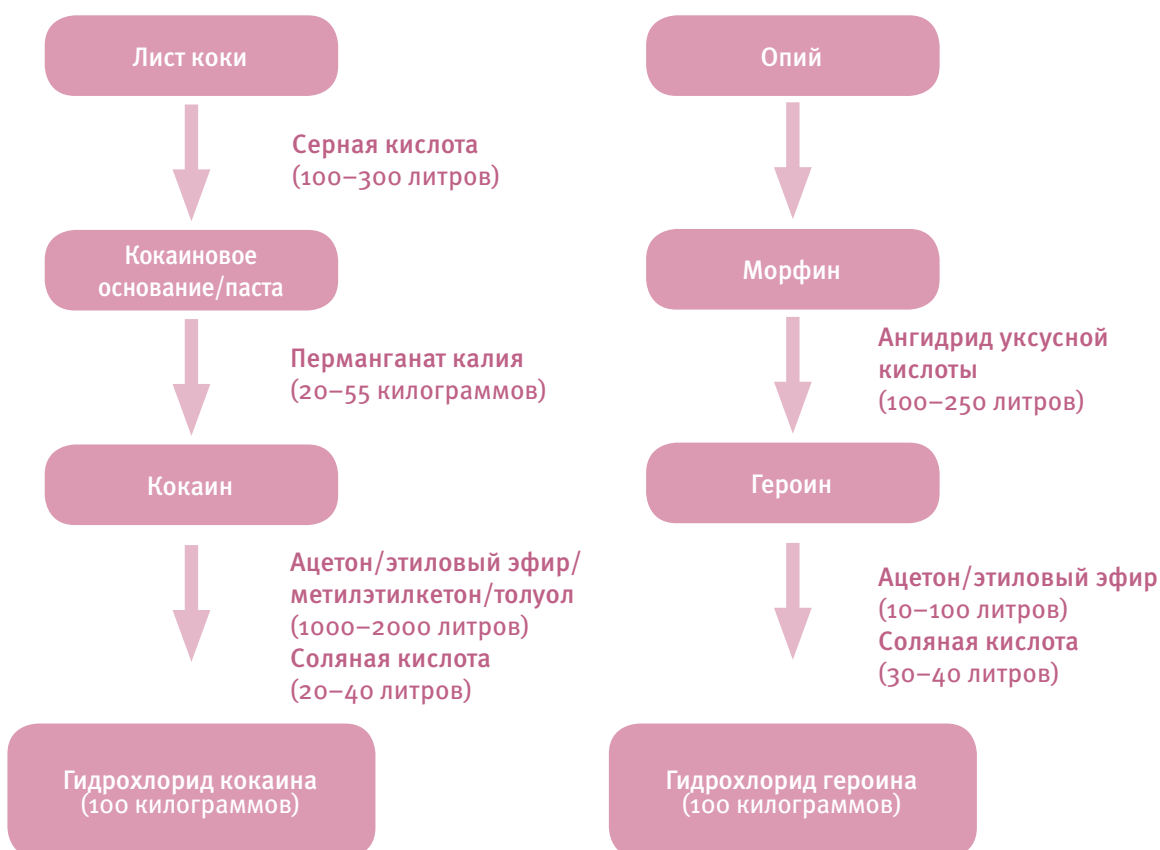 Лист коки
Серная кислота
(100–300 литров)
Кокаиновое
основание/паста
Перманганат калия
(20–55 килограммов)
Кокаин
Ацетон/этиловый эфир/
метилэтилкетон/толуол
(1000–2000 литров)
Соляная кислота
(20–40 литров)
Гидрохлорид кокаина
(100 килограммов)
Опий
Морфин
Ангидрид уксусной
кислоты
(100–250 литров)
Героин
Ацетон/этиловый эфир
(10–100 литров)
Соляная кислота
(30–40 литров)
Гидрохлорид героина
(100 килограммов)